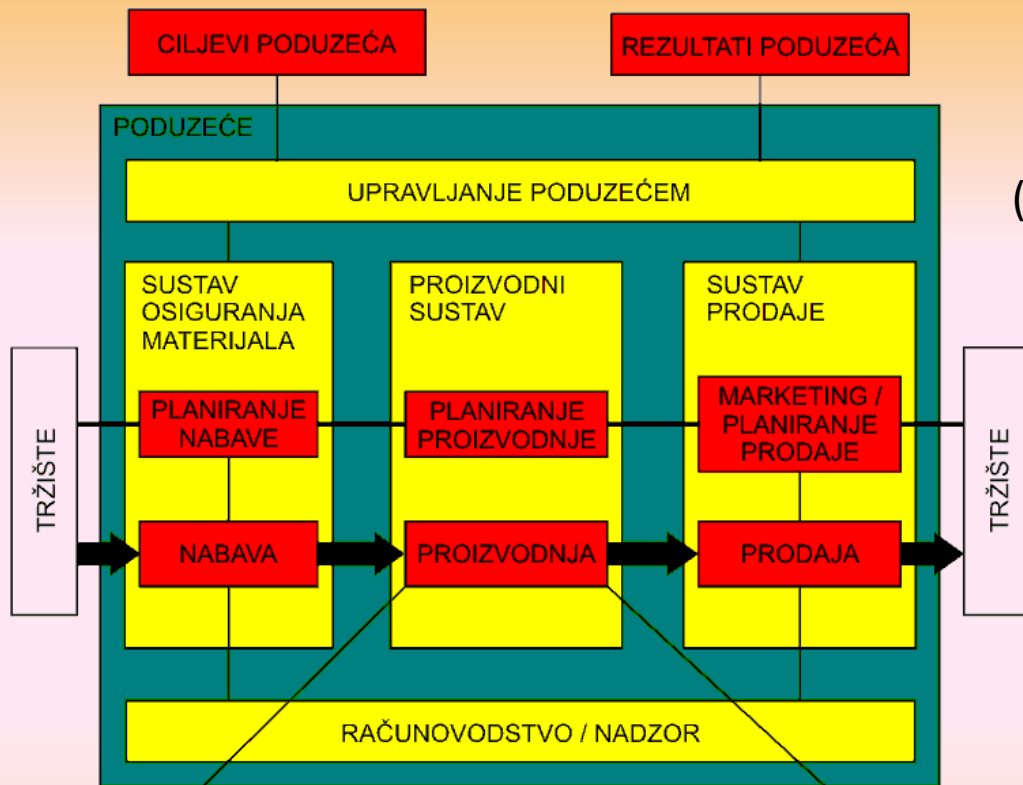 CILJEVI PODUZEĆA
REZULTATI PODUZEĆA
PODUZEĆE
UPRAVLJANJE PODUZEĆEM
(
SUSTAV
OSIGURANJA
MATERIJALA
PROIZVODNI
SUSTAV
SUSTAV
PRODAJE
TRŽIŠTE
PLANIRANJE
NABAVE
PLANIRANJE
PROIZVODNJE
MARKETING /
PLANIRANJE
PRODAJE
TRŽIŠTE
NABAVA
PROIZVODNJA
PRODAJA
RAČUNOVODSTVO / NADZOR